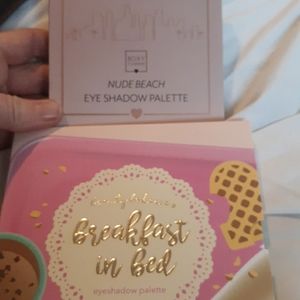 NUDE BEACH
EYE SHADOW PALETTE
Breakfast
in Bed
eyeshadow palette